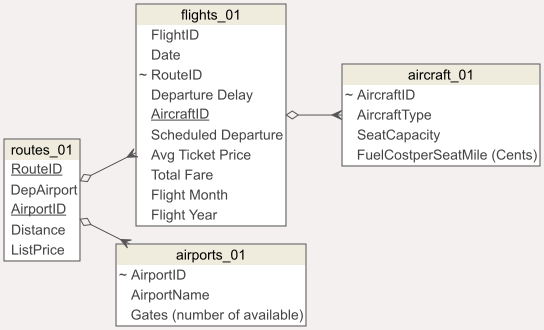 flights_01
FlightID
Date
~ RouteID
Departure Delay
AircraftID
Scheduled Departure
Avg Ticket Price
Total Fare
Flight Month
Flight Year
aircraft_01
~ AircraftID
AircraftType
SeatCapacity
FuelCostperSeatMile (Cents)
routes_01
RouteID
DepAirport
AirportID
Distance
ListPrice
airports_01
~ AirportID
AirportName
Gates (number of available)